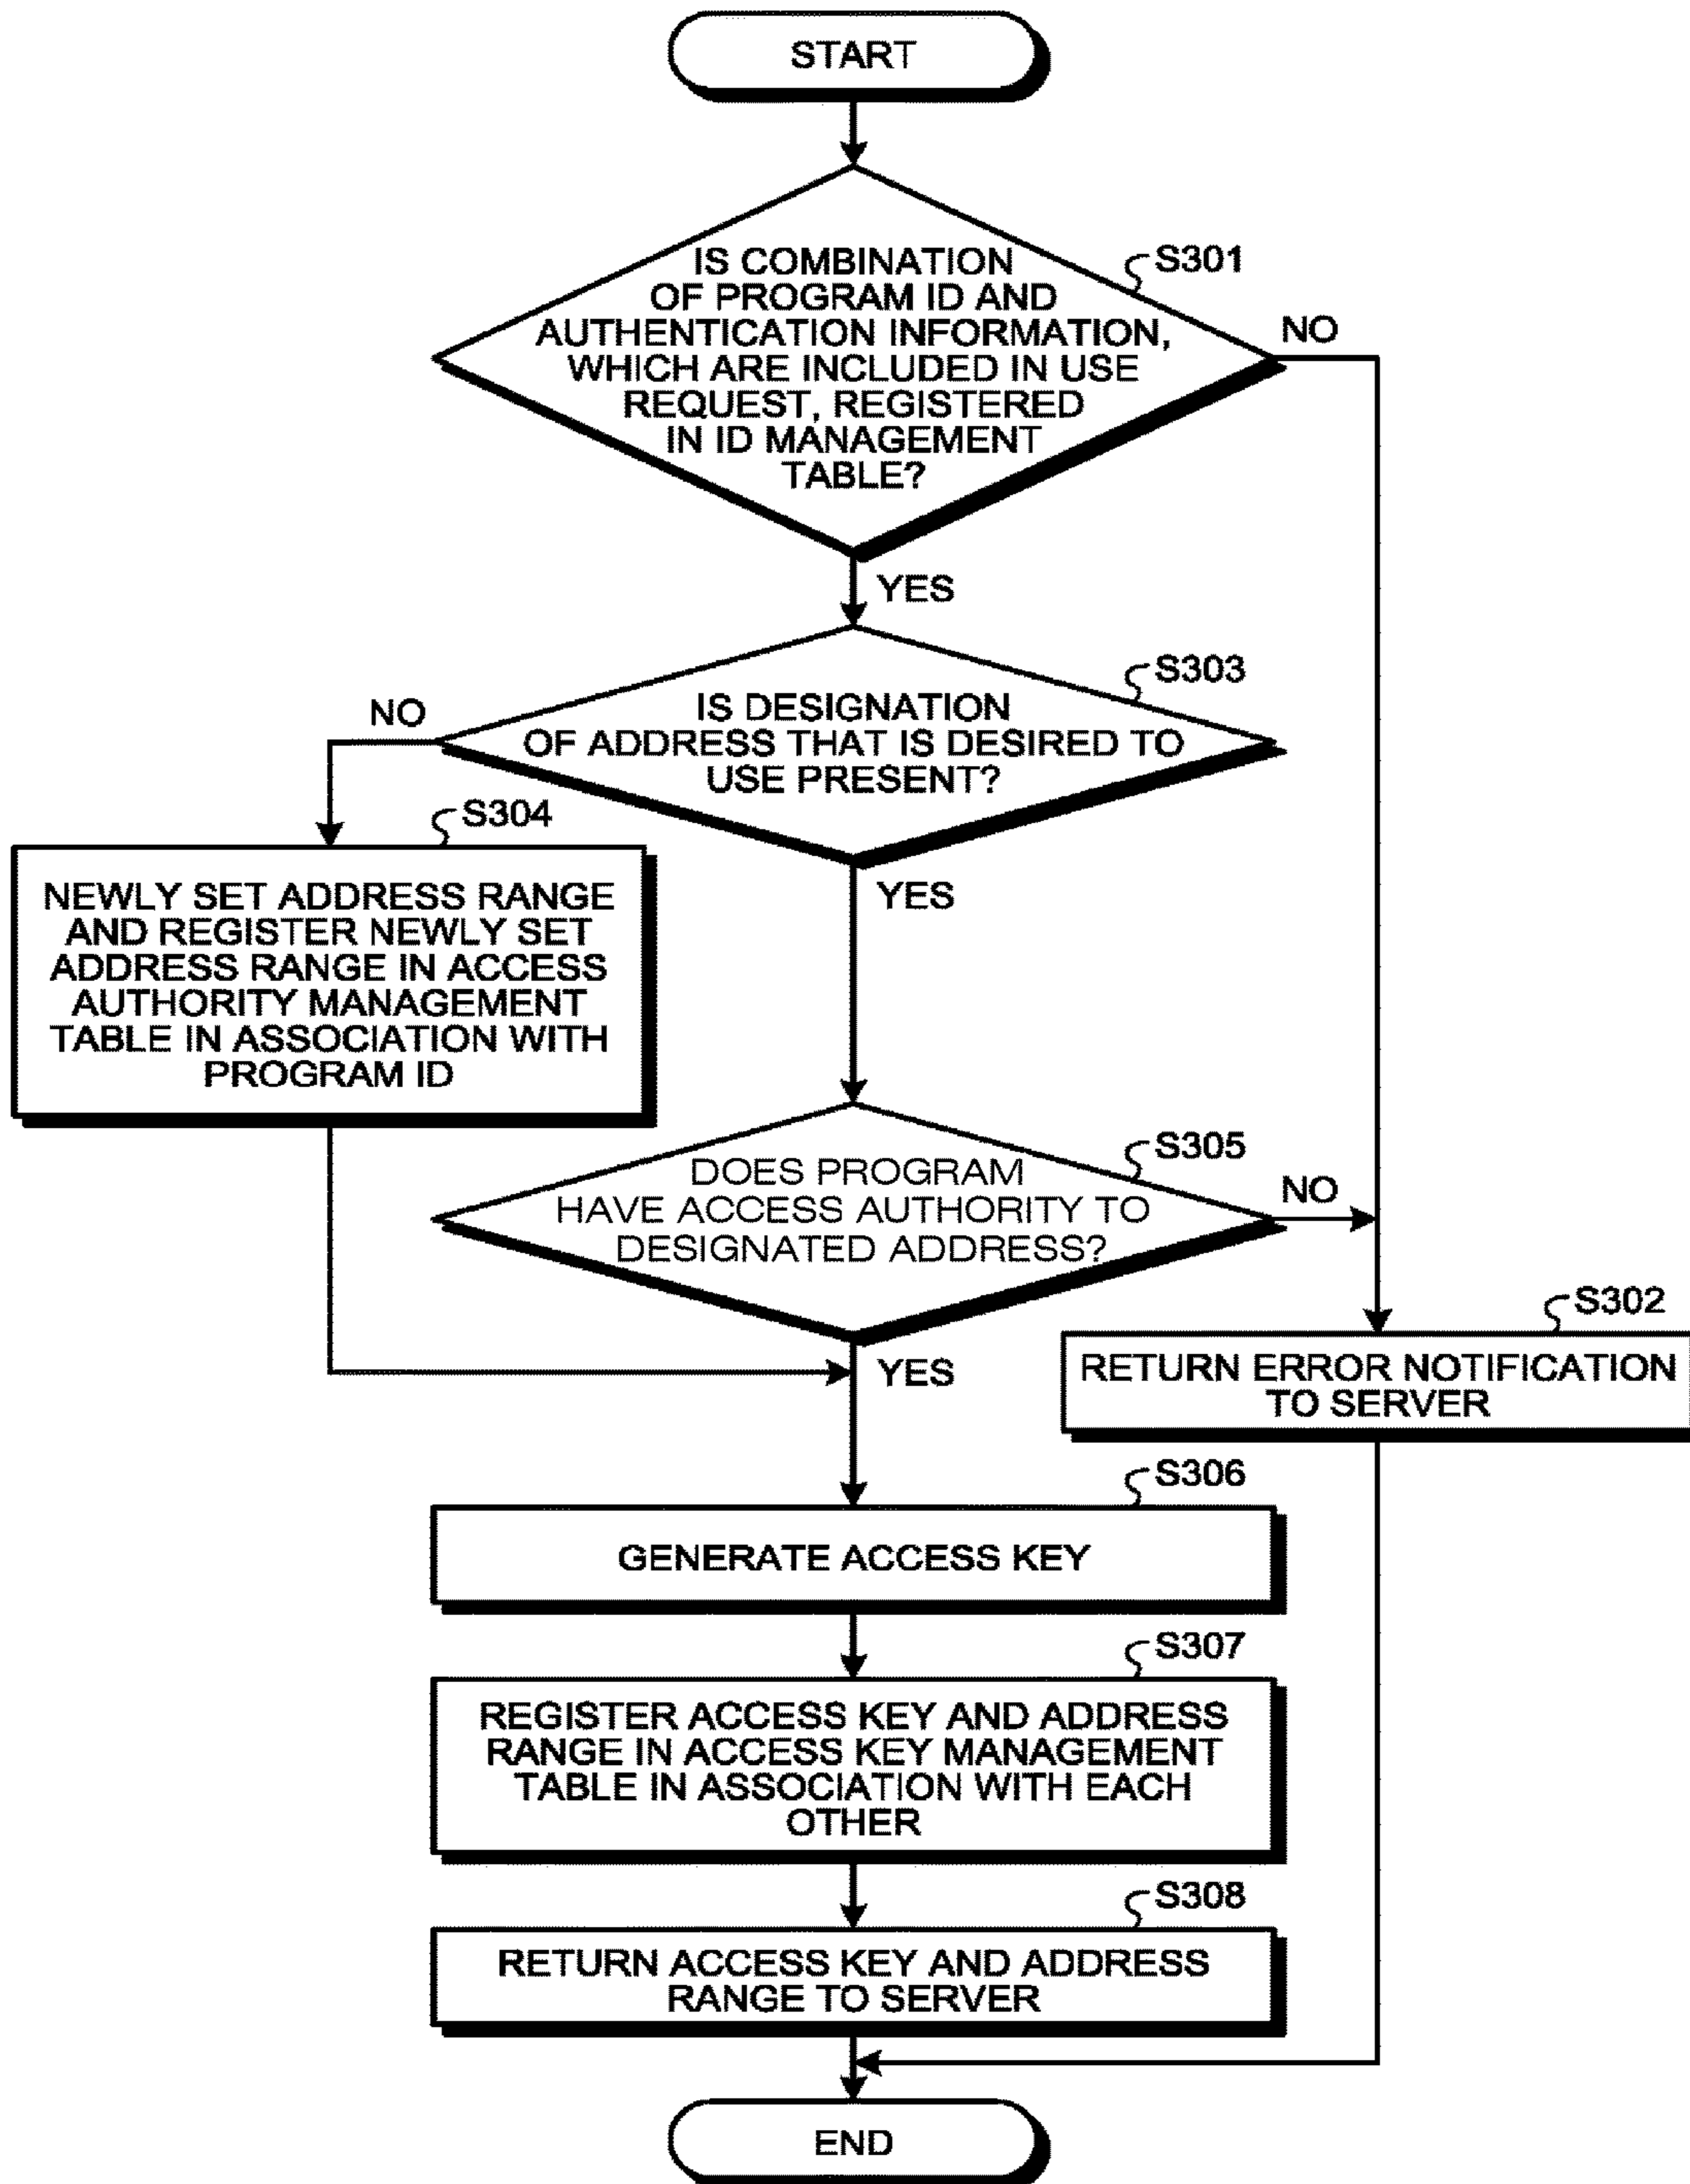 START
S301
IS COMBINATION
OF PROGRAM ID AND
AUTHENTICATION INFORMATION,
WHICH ARE INCLUDED IN USE
REQUEST, REGISTERED
IN ID MANAGEMENT
TABLE?
NO
YES
S303
IS DESIGNATION
OF ADDRESS THAT IS DESIRED TO
USE PRESENT?
NO
YES
S304
NEWLY SET ADDRESS RANGE
AND REGISTER NEWLY SET
ADDRESS RANGE IN ACCESS
AUTHORITY MANAGEMENT
TABLE IN ASSOCIATION WITH
PROGRAM ID
S305
DOES PROGRAM
HAVE ACCESS AUTHORITY TO
DESIGNATED ADDRESS?
NO
YES
S302
RETURN ERROR NOTIFICATION
TO SERVER
S306
GENERATE ACCESS KEY
S307
REGISTER ACCESS KEY AND ADDRESS
RANGE IN ACCESS KEY MANAGEMENT
TABLE IN ASSOCIATION WITH EACH
OTHER
S308
RETURN ACCESS KEY AND ADDRESS
RANGE TO SERVER
END